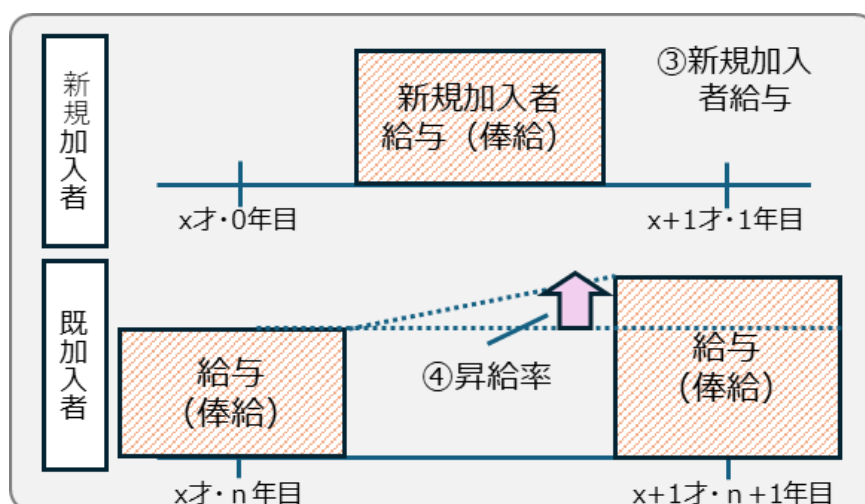 新規加入者
新規加入者
給与（俸給）
③新規加入
者給与
x才・0年目
x+1才・1年目
既加入者
給与
（俸給）
④昇給率
給与
（俸給）
x才・n年目
x+1才・n+1年目